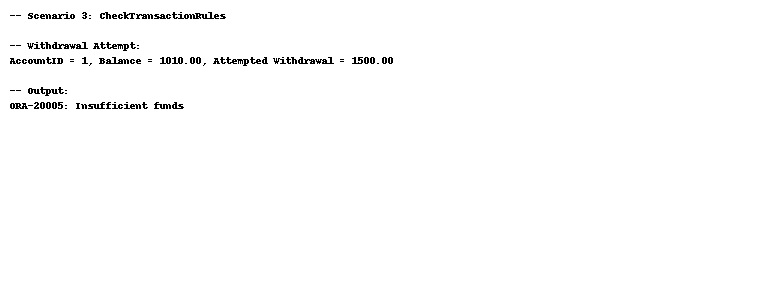 -- Scenario 3: CheckTransactionRules
-- Withdrawal Attempt:
AccountID = 1, Balance = 1010.00, Attempted Withdrawal = 1500.00
-- Output:
ORA-20005: Insufficient funds